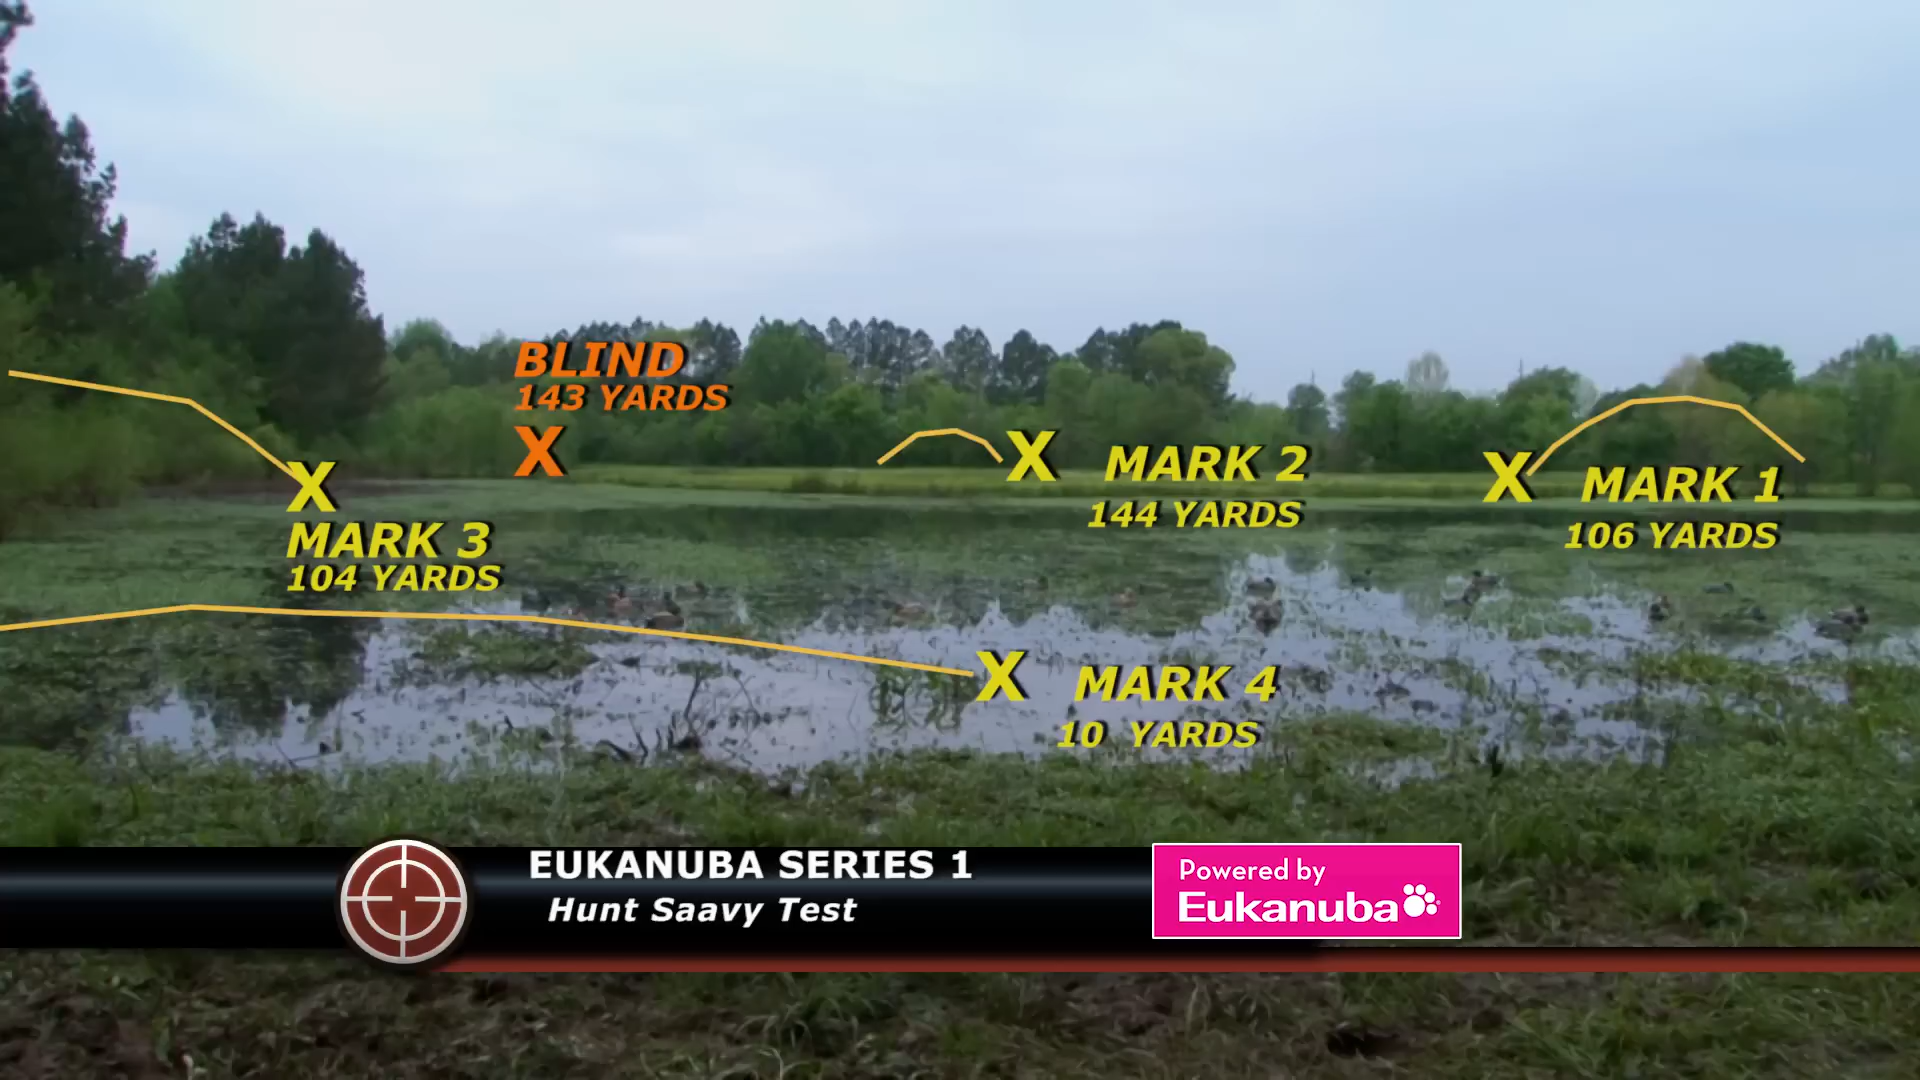 BLIND
143 YARDS
X
X
MARK 2
144 YARDS
X
MARK 1
106 YARDS
X
MARK 3
104 YARDS
X
MARK 4
10 YARDS
EUKANUBA SERIES 1
Hunt Saavy Test
Powered by
Eukanuba